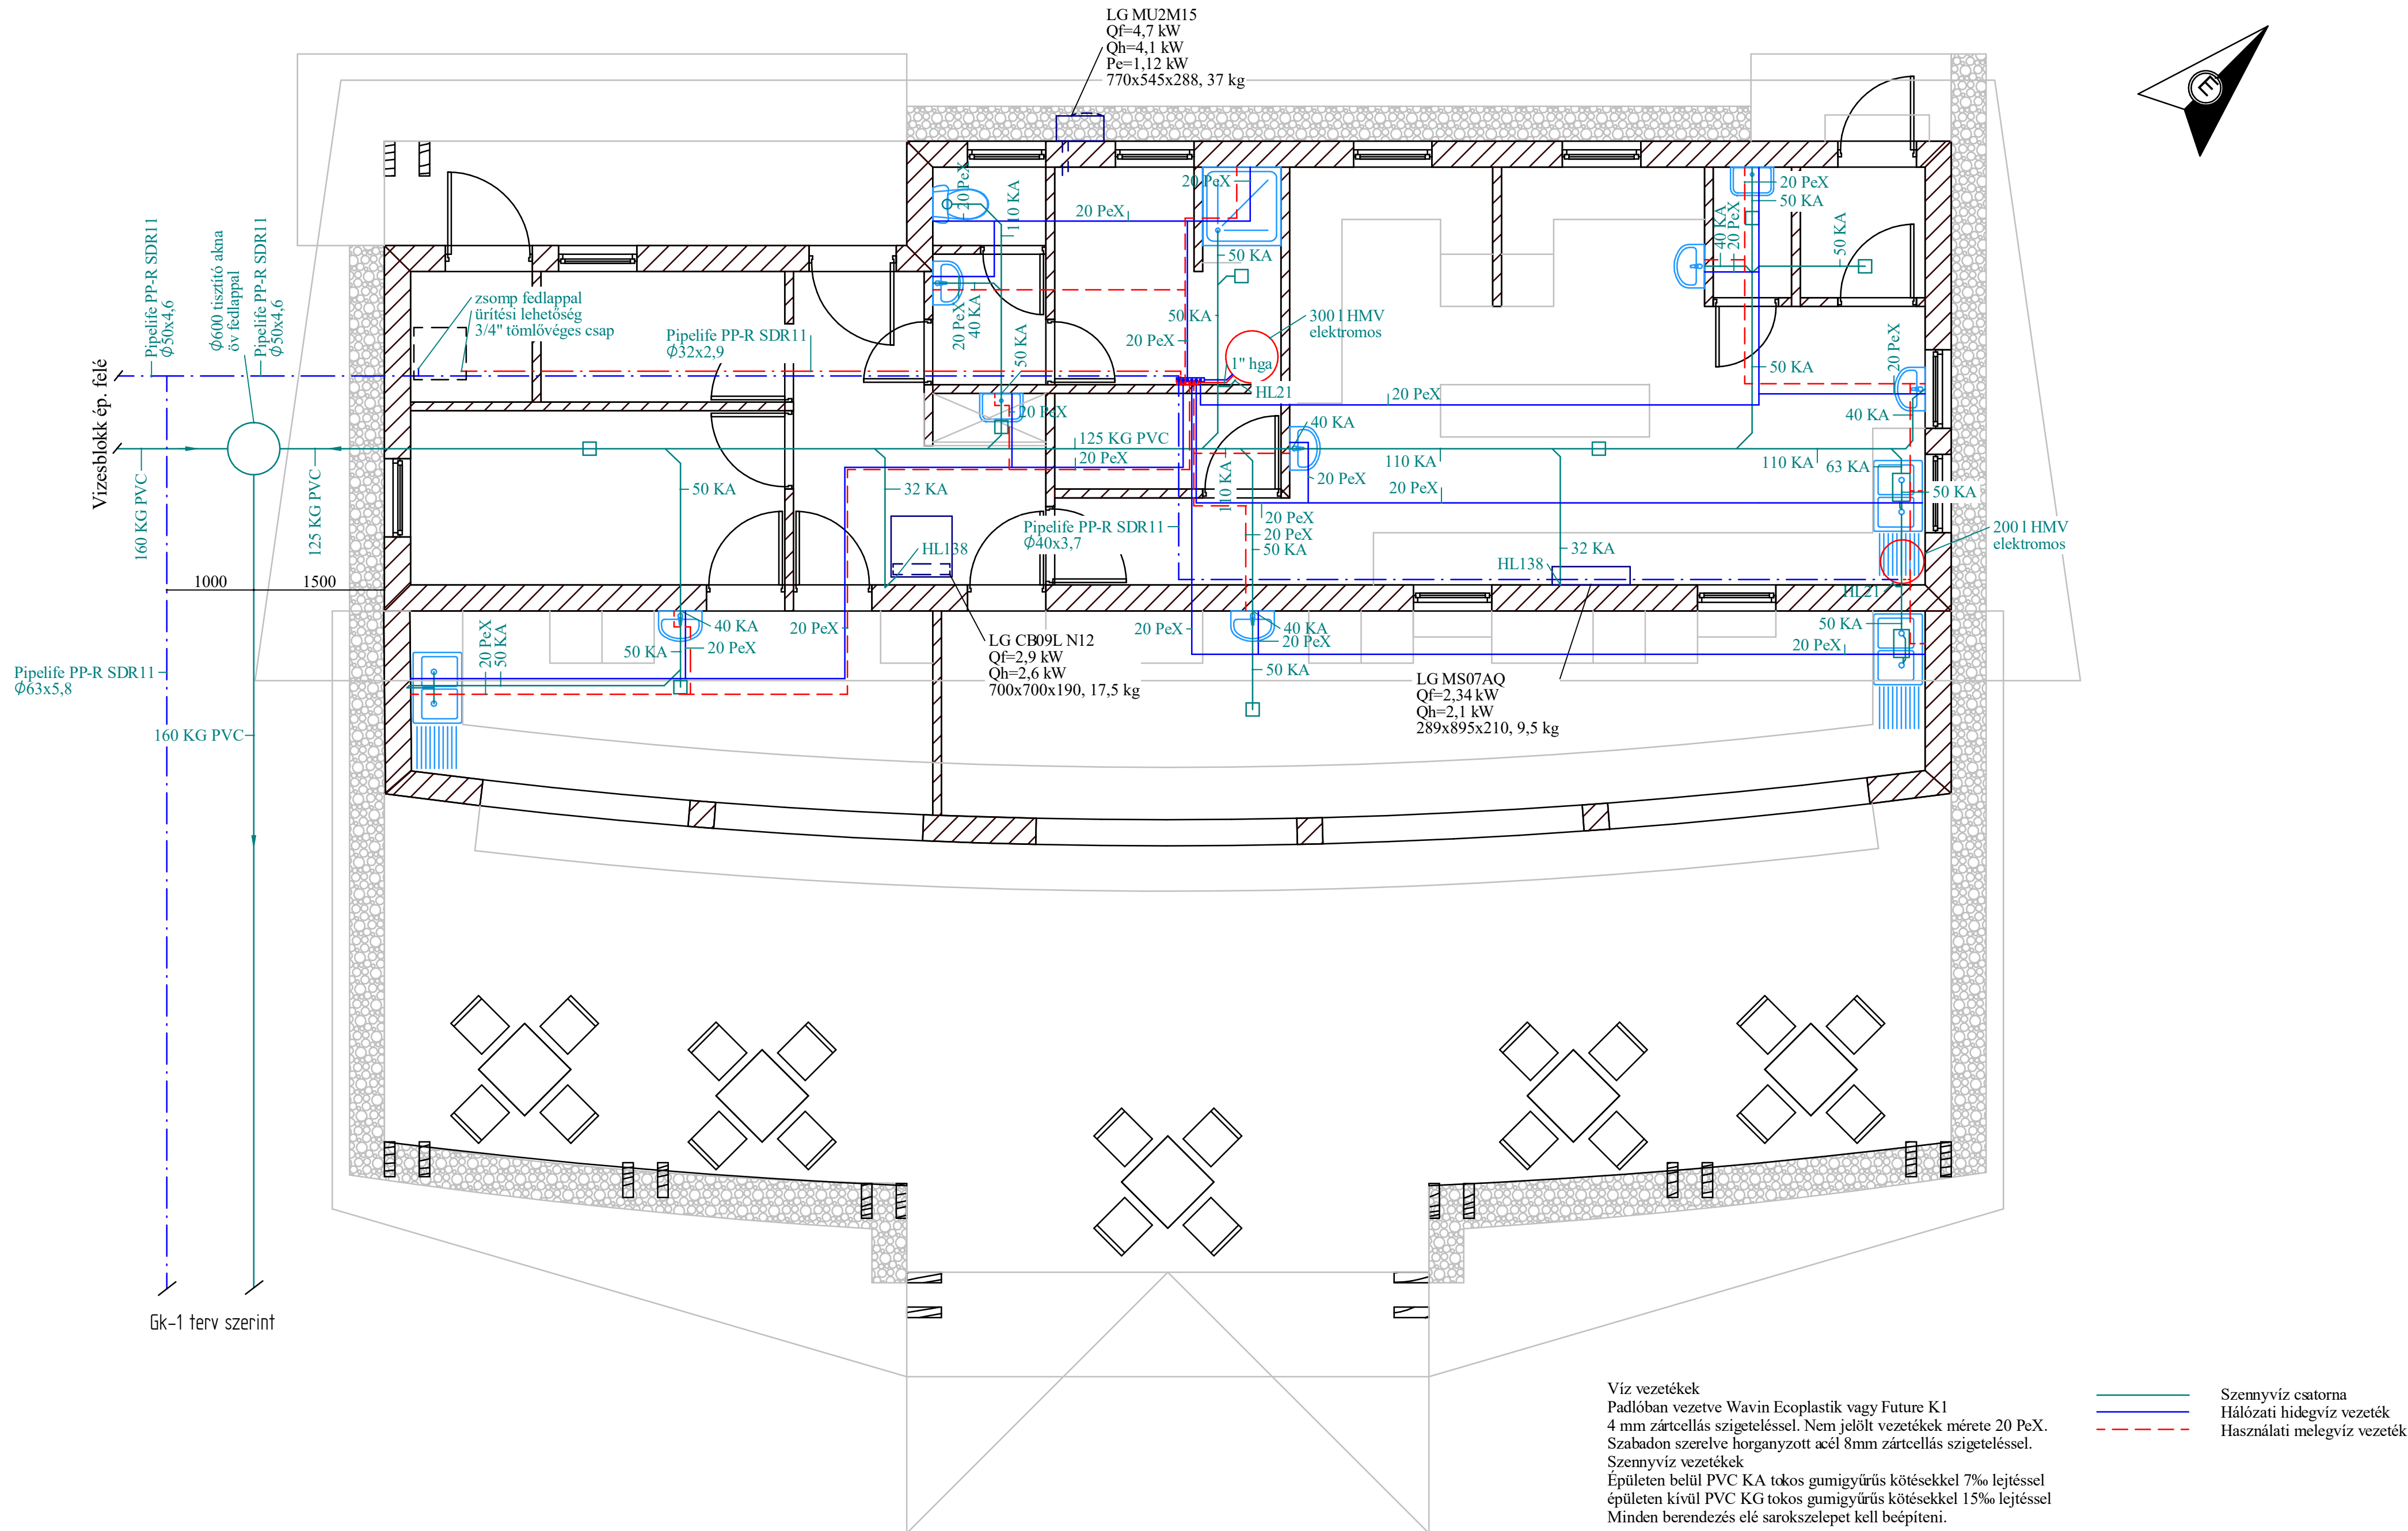 LG MU2M15
Qf=4,7 kW
Qh=4,1 kW
Pe=1,12 kW
770x545x288, 37 kg
É
20 PeX
110 KA
20 PeX
20 PeX
50 KA
20 PeX
50 KA
40 KA
20 PeX
50 KA
Pipelife PP-R SDR11
ϕ50x4,6
ϕ600 tisztító akna
öv fedlappal
Pipelife PP-R SDR11
ϕ50x4,6
Vizesblokk ép. felé
zsomp fedlappal
ürítési lehetőség
3/4" tömlővéges csap
Pipelife PP-R SDR11
ϕ32x2,9
20 PeX
40 KA
50 KA
50 KA
20 PeX
300 l HMV
elektromos
1" hga
HL21
20 PeX
50 KA
20 PeX
40 KA
20 PeX
125 KG PVC
20 PeX
40 KA
110 KA
110 KA
63 KA
50 KA
160 KG PVC
125 KG PVC
50 KA
32 KA
110 KA
20 PeX
20 PeX
20 PeX
20 PeX
50 KA
Pipelife PP-R SDR11
ϕ40x3,7
HL138
HL138
32 KA
200 l HMV
elektromos
HL21
1000
1500
20 PeX
50 KA
40 KA
50 KA
20 PeX
20 PeX
LG CB09L N12
Qf=2,9 kW
Qh=2,6 kW
700x700x190, 17,5 kg
20 PeX
40 KA
20 PeX
50 KA
50 KA
20 PeX
LG MS07AQ
Qf=2,34 kW
Qh=2,1 kW
289x895x210, 9,5 kg
Pipelife PP-R SDR11
ϕ63x5,8
160 KG PVC
Gk-1 terv szerint
Víz vezetékek
Padlóban vezetve Wavin Ecoplastik vagy Future K1
4 mm zártcellás szigeteléssel. Nem jelölt vezetékek mérete 20 PeX.
Szabadon szerelve horganyzott acél 8mm zártcellás szigeteléssel.
Szennyvíz vezetékek
Épületen belül PVC KA tokos gumigyűrűs kötésekkel 7‰ lejtéssel
épületen kívül PVC KG tokos gumigyűrűs kötésekkel 15‰ lejtéssel
Minden berendezés elé sarokszelepet kell beépíteni.
Szennyvíz csatorna
Hálózati hidegvíz vezeték
Használati melegvíz vezeték